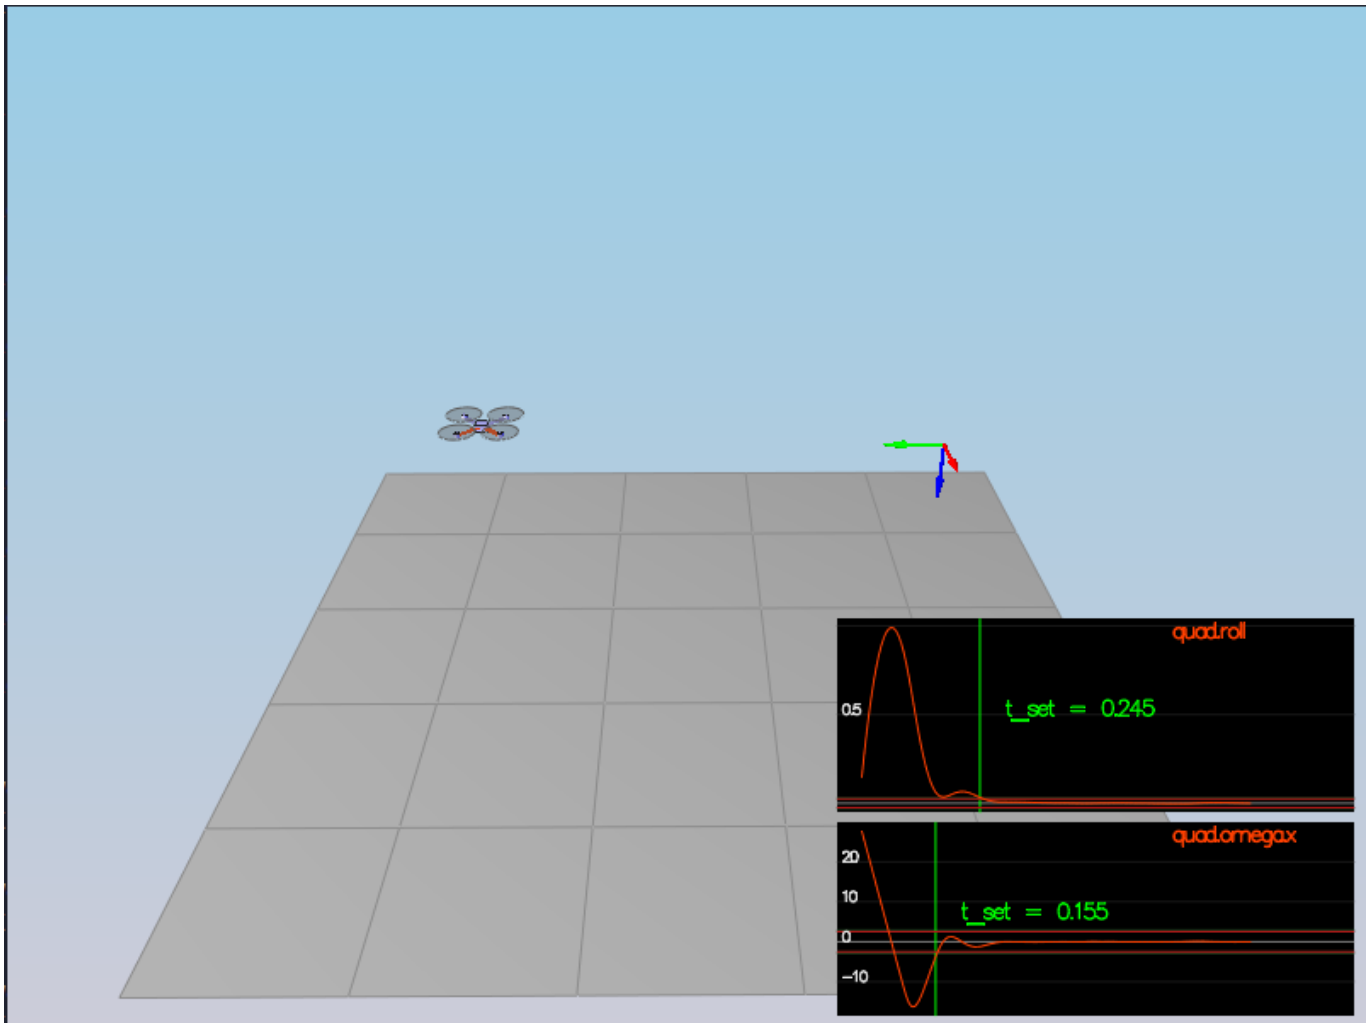 quad.roll
0.5
t_set = 0.245
quad.omega.x
20
10
t_set = 0.155
0
-10